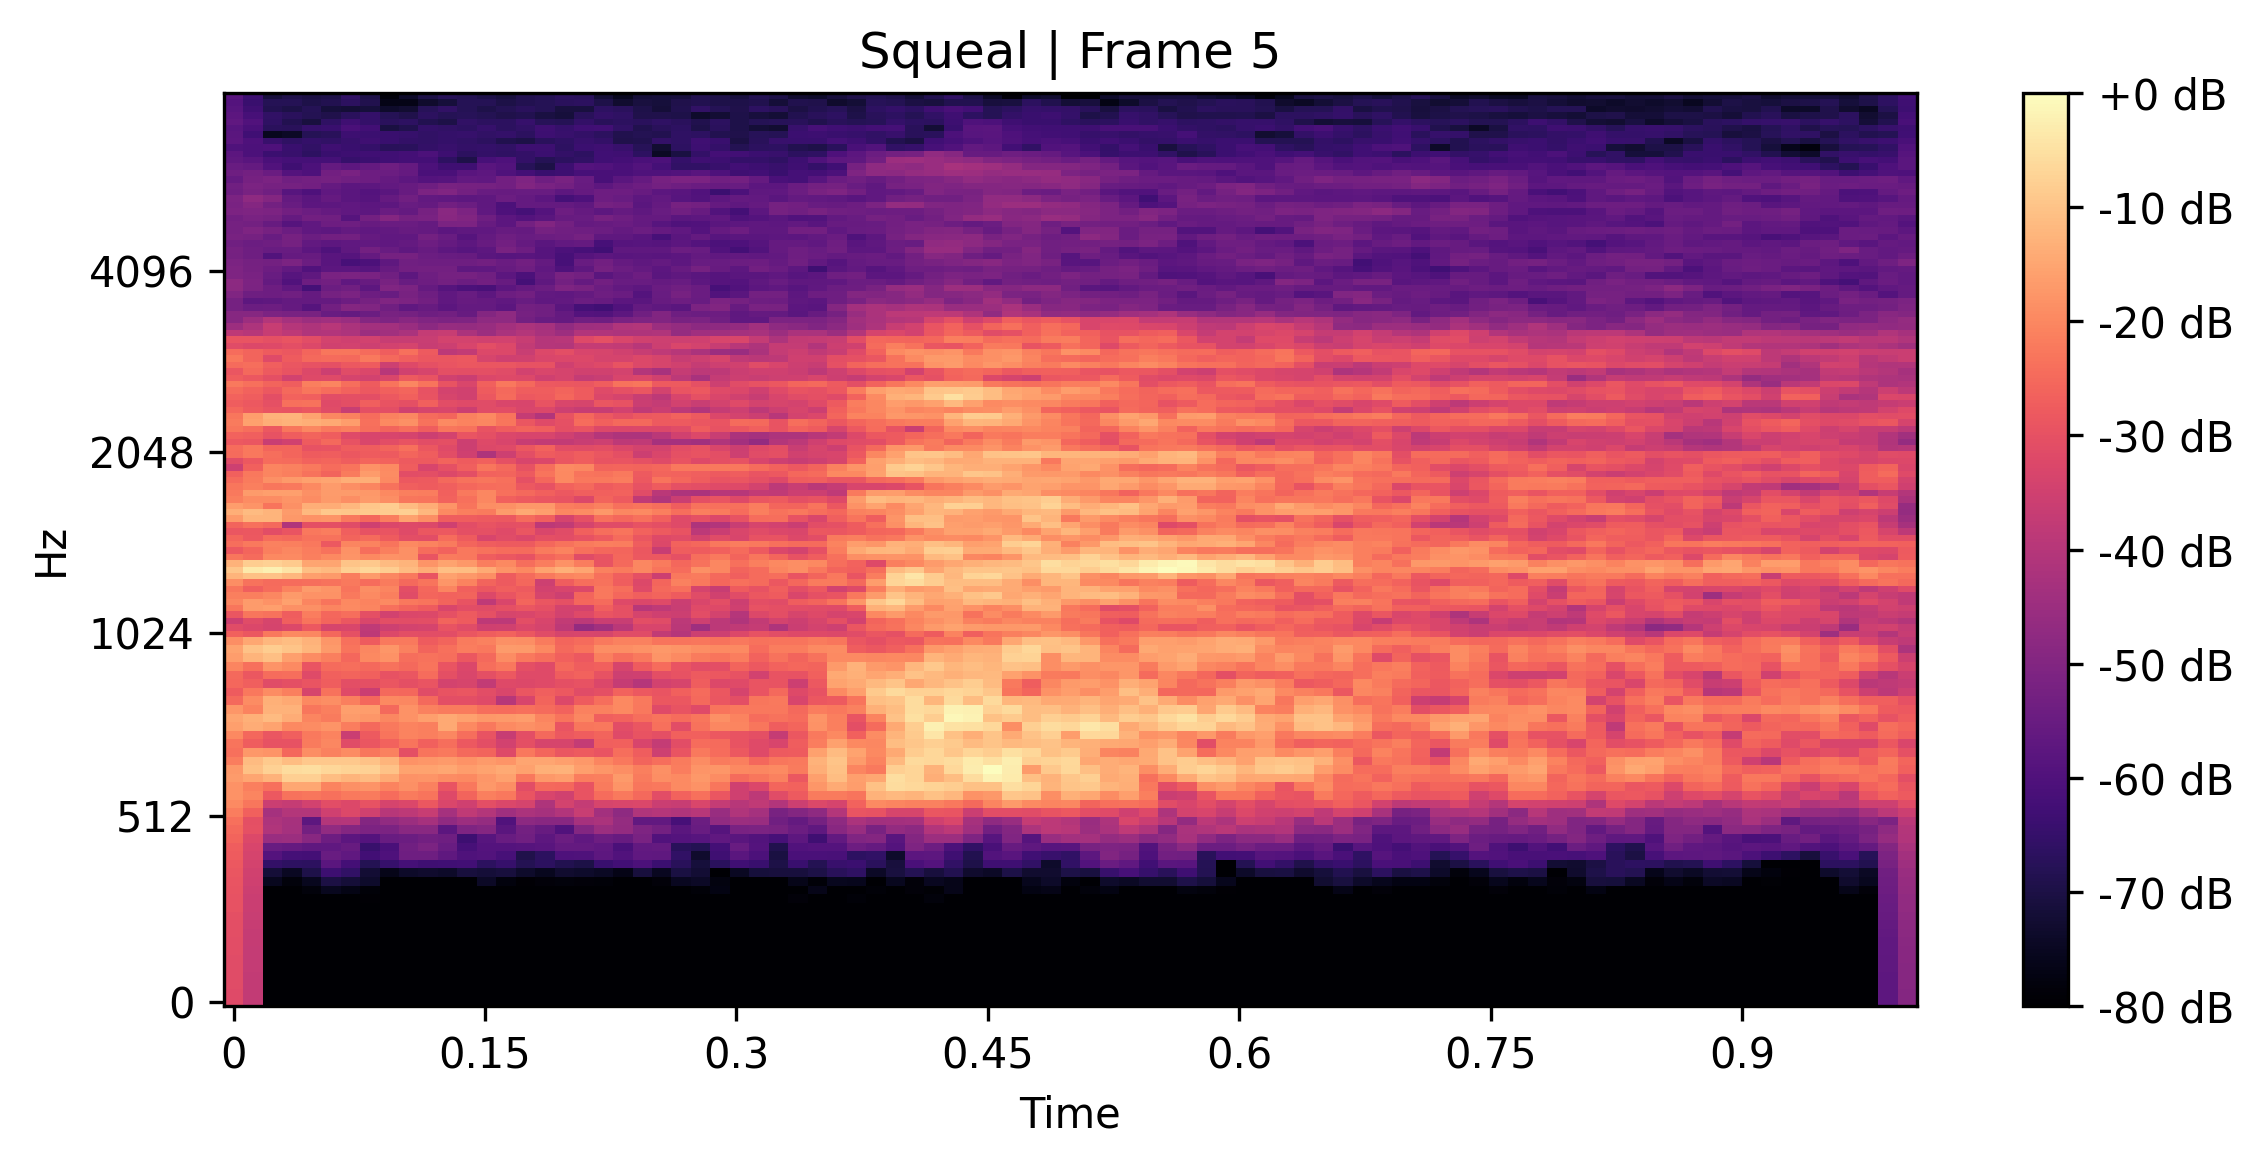 Squeal | Frame 5
+0 dB
-10 dB
-20 dB
-30 dB
-40 dB
-50 dB
-60 dB
-70 dB
-80 dB
4096
2048
1024
512
0
Hz
0 0.15 0.3 0.45 0.6 0.75 0.9
Time